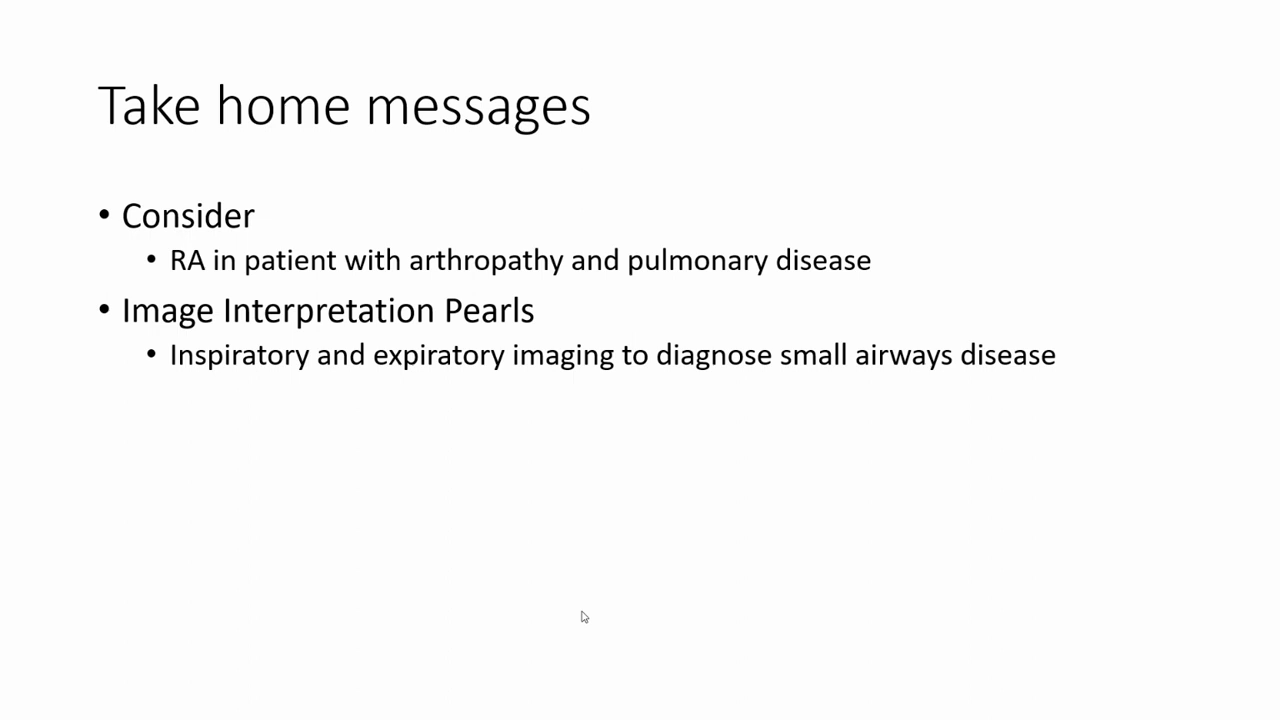 Take home messages
• Consider
• RA in patient with arthropathy and pulmonary disease
• Image Interpretation Pearls
• Inspiratory and expiratory imaging to diagnose small airways disease